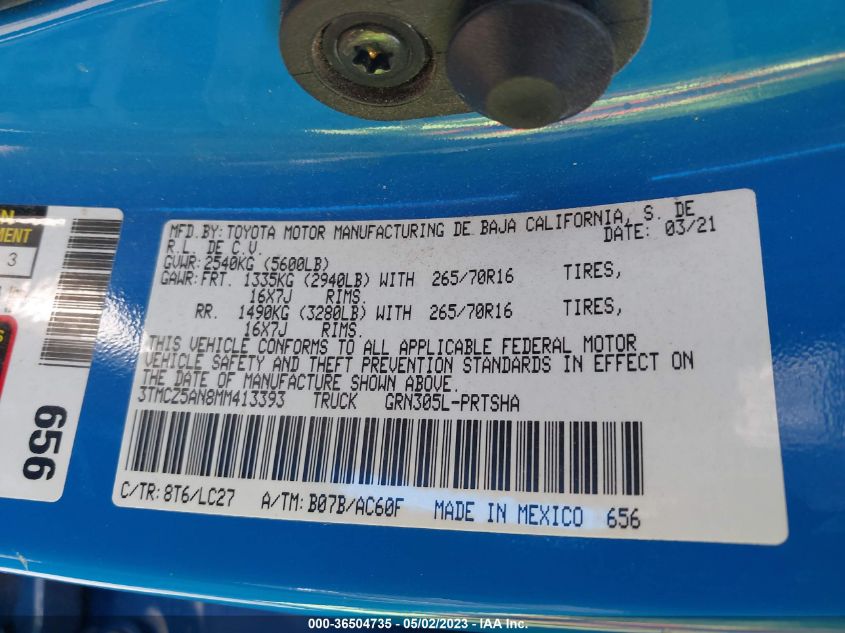 N
MENT
3
S
656
MFD.BY: TOYOTA MOTOR MANUFACTURING DE BAJA CALIFORNIA, S. DE
R.L. DE C.V. DATE: 03/21
GVWR: 2540KG (5600LB)
GAWR: FRT. 1335KG (2940LB) WITH 265/70R16 TIRES,
16X7J RIMS.
RR. 1490KG (3280LB) WITH 265/70R16 TIRES,
16X7J RIMS.
THIS VEHICLE CONFORMS TO ALL APPLICABLE FEDERAL MOTOR
VEHICLE SAFETY AND THEFT PREVENTION STANDARDS IN EFFECT ON
THE DATE OF MANUFACTURE SHOWN ABOVE.
3TMCZ5AN8MM413393 TRUCK GRN305L-PRTSHA
C/TR: 8T6/LC27 A/TM: B07B/AC60F MADE IN MEXICO 656
000-36504735 - 05/02/2023 - IAA, Inc.